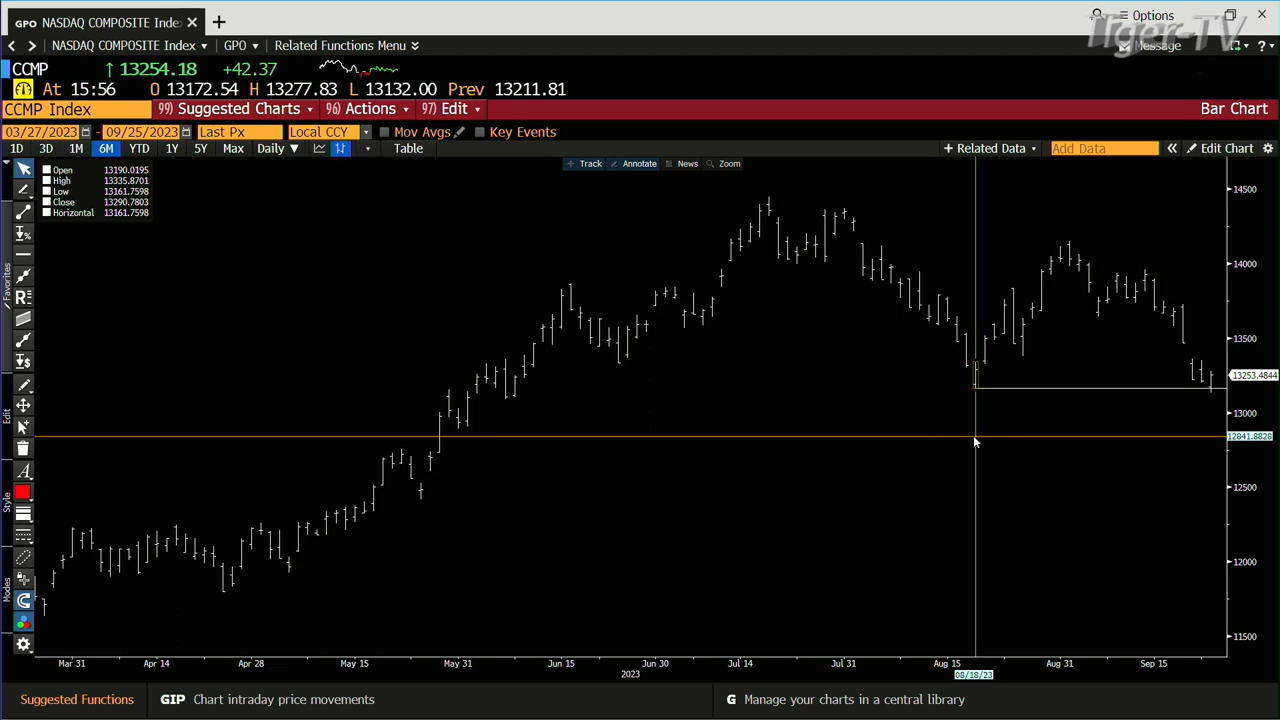 GPO NASDAQ COMPOSITE Inde
Options
Tiger-TV
NASDAQ COMPOSITE Index
GPO
Related Functions Menu
Message
?
CCMP
↑ 13254.18 +42.37
At 15:56 O 13172.54 H 13277.83 L 13132.00 Prev 13211.81
CCMP Index
99) Suggested Charts
96) Actions
97) Edit
Bar Chart
03/27/2023 - 09/25/2023
Last Px
Local CCY
Mov Avgs
Key Events
1D 3D 1M 6M YTD 1Y 5Y Max Daily ▼
Table
+ Related Data
Add Data
Edit Chart
Track
Annotate
News
Zoom
Open 13190.0195
High 13335.8701
Low 13161.7598
Close 13290.7803
Horizontal 13161.7598
Favorites
Edit
Style
Modes
14500
14000
13500
13253.4844
13000
12841.8828
12500
12000
11500
Mar 31
Apr 14
Apr 28
May 15
May 31
Jun 15
Jun 30
Jul 14
Jul 31
Aug 15
Aug 31
Sep 15
2023
08/18/23
Suggested Functions
GIP Chart intraday price movements
G Manage your charts in a central library